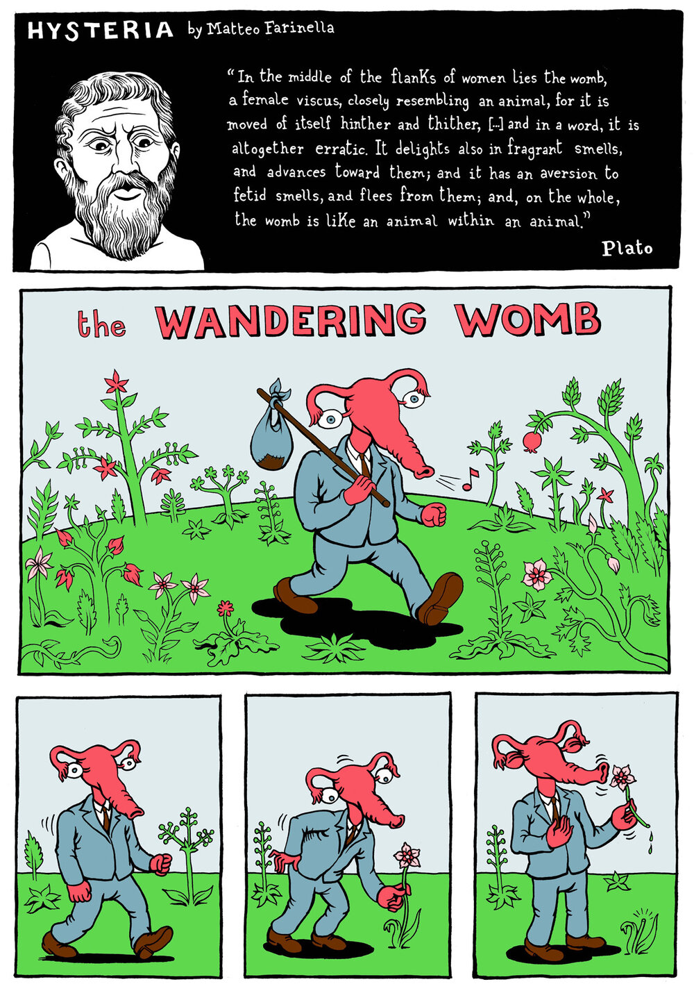 HYSTERIA by Matteo Farinella
"In the middle of the flanks of women lies the womb,
a female viscus, closely resembling an animal, for it is
moved of itself hinther and thither, [...] and in a word, it is
altogether erratic. It delights also in fragrant smells,
and advances toward them; and it has an aversion to
fetid smells, and flees from them; and, on the whole,
the womb is like an animal within an animal."
Plato
the WANDERING WOMB